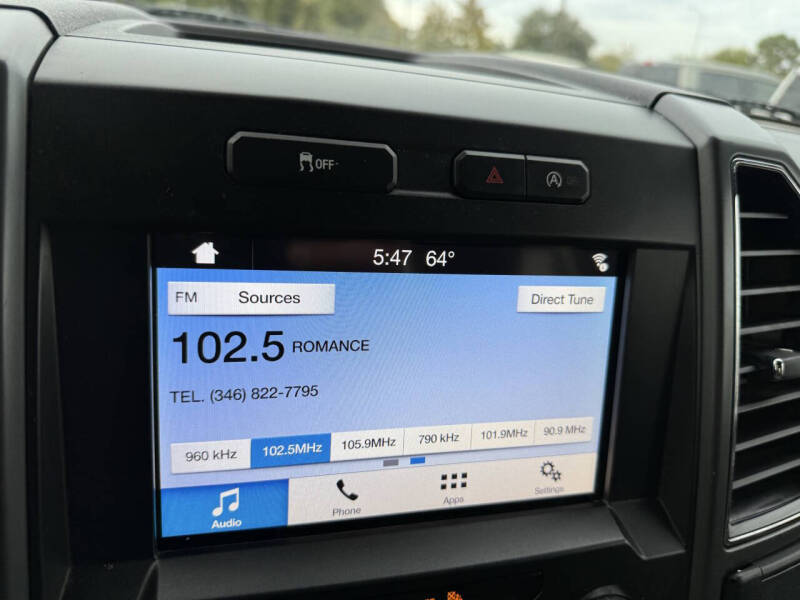 OFF
5:47 64°
FM Sources
Direct Tune
102.5 ROMANCE
TEL. (346) 822-7795
960 kHz 102.5MHz 105.9MHz 790 kHz 101.9MHz 90.9 MHz
Audio Phone Apps Settings